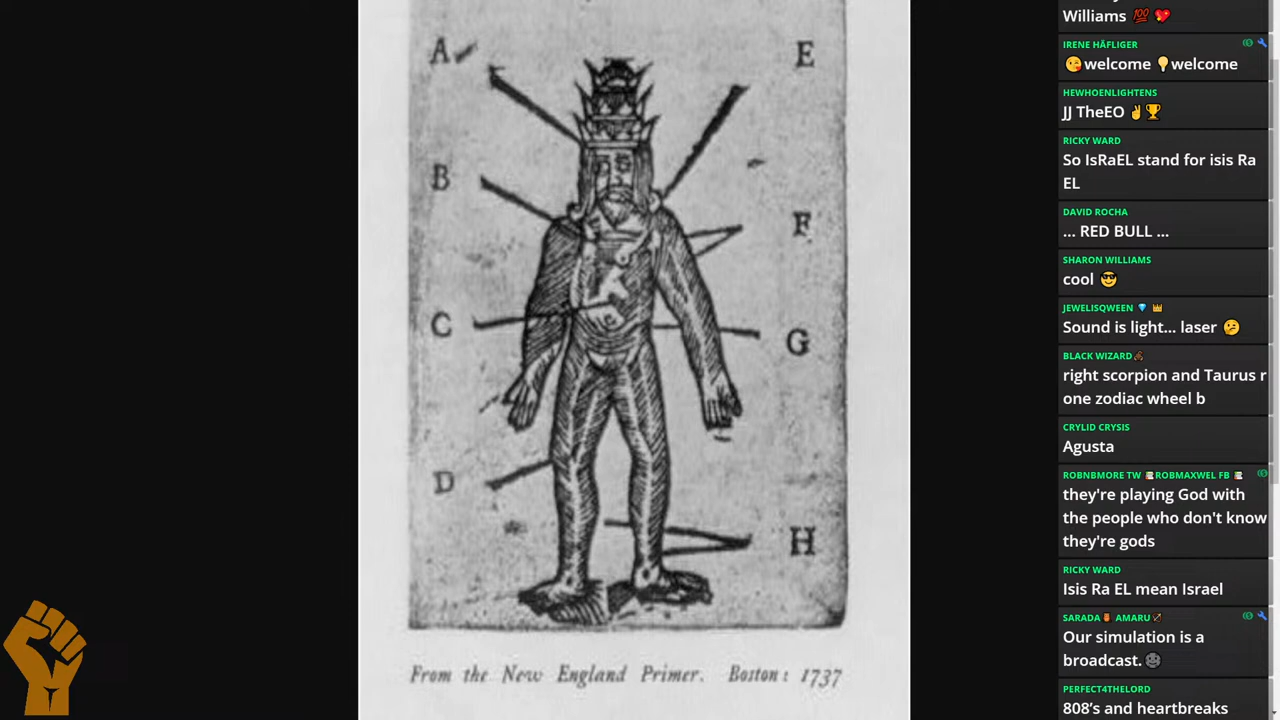 A
B
C
D
E
F
G
H
From the New England Primer. Boston: 1737
Williams 💯 💖
IRENE HÄFLIGER
😘welcome 💡welcome
HEWHOENLIGHTENS
JJ TheEO ✌🏆
RICKY WARD
So IsRaEL stand for isis Ra
EL
DAVID ROCHA
... RED BULL ...
SHARON WILLIAMS
cool 😎
JEWELISQWEEN 💎 👑
Sound is light... laser 🤔
BLACK WIZARD
right scorpion and Taurus r
one zodiac wheel b
CRYLID CRYSIS
Agusta
ROBNBMORE TW ROBMAXWEL FB
they're playing God with
the people who don't know
they're gods
RICKY WARD
Isis Ra EL mean Israel
SARADA AMARU
Our simulation is a
broadcast.
PERFECT4THELORD
808's and heartbreaks